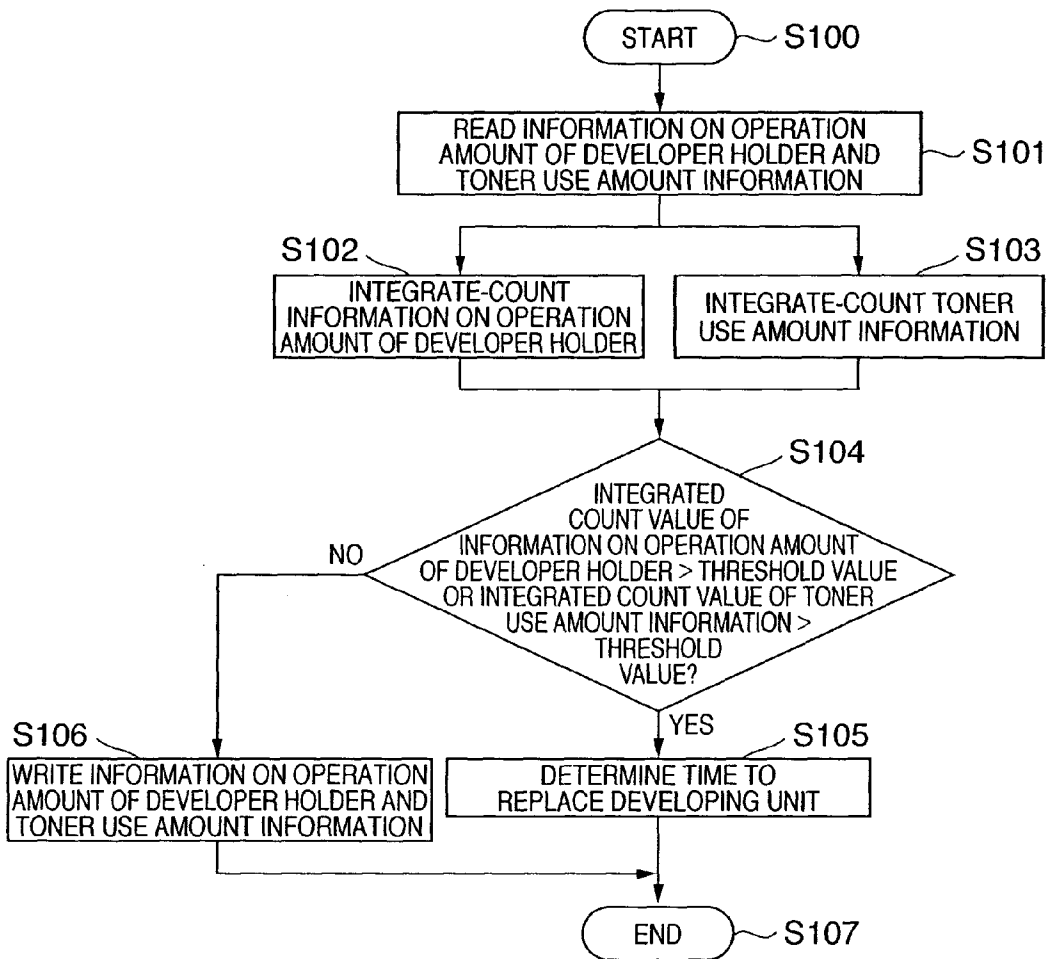 START
S100
READ INFORMATION ON OPERATION
AMOUNT OF DEVELOPER HOLDER AND
TONER USE AMOUNT INFORMATION
S101
S102
INTEGRATE-COUNT
INFORMATION ON OPERATION
AMOUNT OF DEVELOPER HOLDER
S103
INTEGRATE-COUNT TONER
USE AMOUNT INFORMATION
S104
INTEGRATED
COUNT VALUE OF
INFORMATION ON OPERATION AMOUNT
OF DEVELOPER HOLDER > THRESHOLD VALUE
OR INTEGRATED COUNT VALUE OF TONER
USE AMOUNT INFORMATION >
THRESHOLD
VALUE?
NO
YES
S106
WRITE INFORMATION ON OPERATION
AMOUNT OF DEVELOPER HOLDER AND
TONER USE AMOUNT INFORMATION
S105
DETERMINE TIME TO
REPLACE DEVELOPING UNIT
END
S107